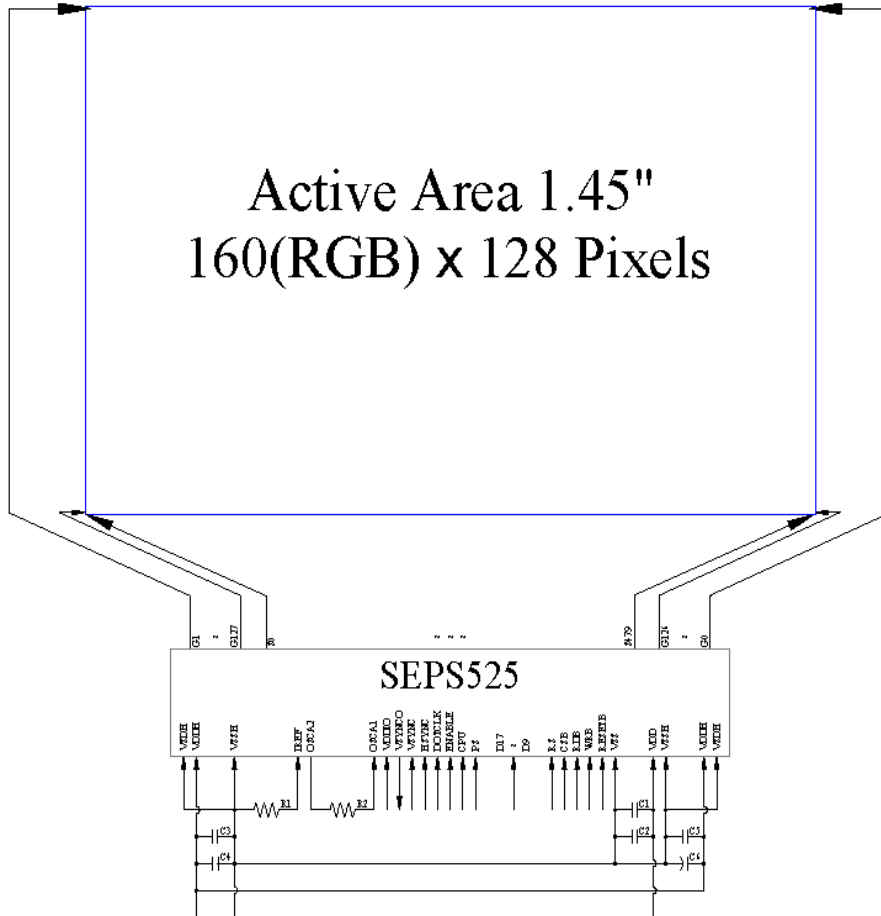 Active Area 1.45"
160(RGB) x 128 Pixels
G1 ~ G127 S0 ~ ~ ~ S479 G126 ~ G0
SEPS525
VSDH VDDH VSSH IREF OSCA2 OSCA1 VDDIO VSYNCO VSYNC HSYNC DOTCLK ENABLE CPU PS D17 ~ D9 RS CSB RDB WRB RESETB VSS VDD VSSH VDDH VSDH
R1 R2 C1
C3 C2 C5
C4 C6